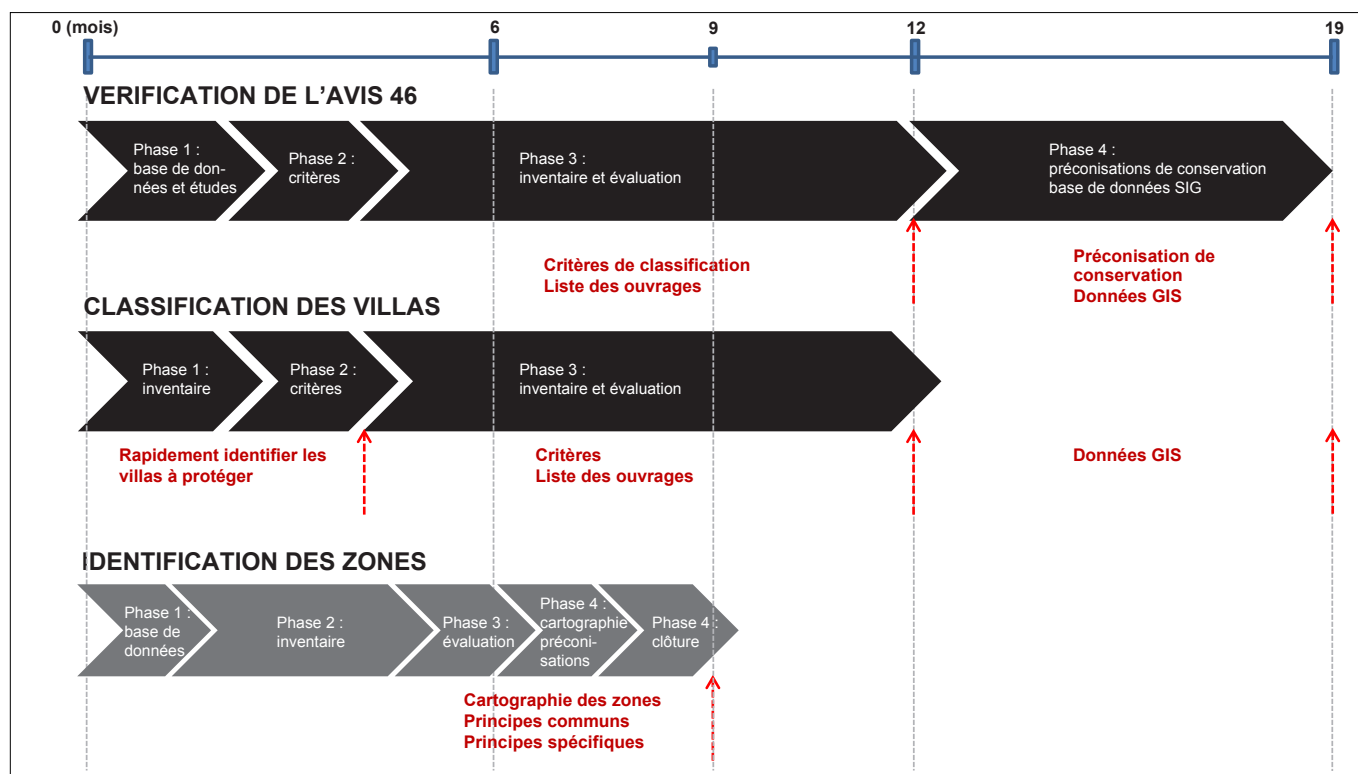 0 (mois) 6 9 12 19
VERIFICATION DE L'AVIS 46
Phase 1 :
base de don-
nées et études
Phase 2 :
critères
Phase 3 :
inventaire et évaluation
Phase 4 :
préconisations de conservation
base de données SIG
Critères de classification
Liste des ouvrages
Préconisation de
conservation
Données GIS
CLASSIFICATION DES VILLAS
Phase 1 :
inventaire
Phase 2 :
critères
Phase 3 :
inventaire et évaluation
Rapidement identifier les
villas à protéger
Critères
Liste des ouvrages
Données GIS
IDENTIFICATION DES ZONES
Phase 1 :
base de
données
Phase 2 :
inventaire
Phase 3 :
évaluation
Phase 4 :
cartographie
préconi-
sations
Phase 4 :
clôture
Cartographie des zones
Principes communs
Principes spécifiques